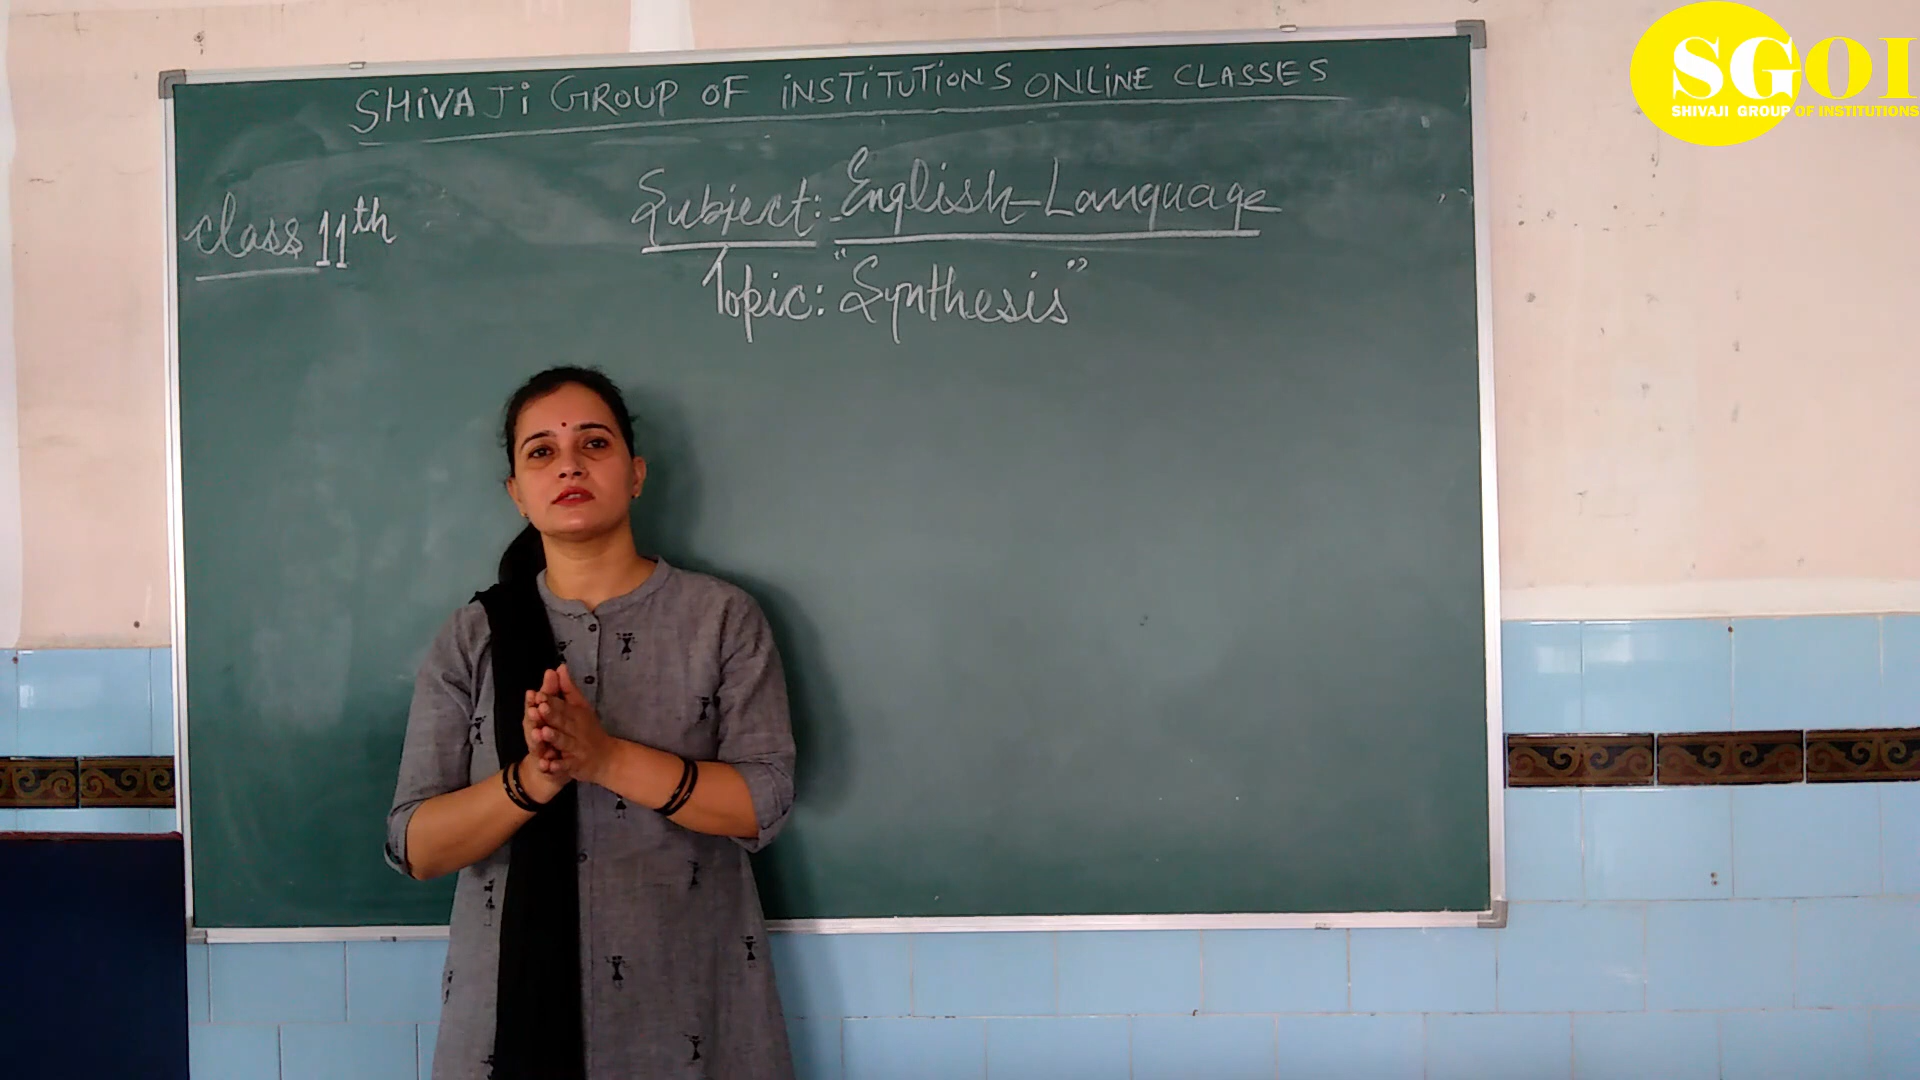 SHiVAJi GROUP OF iNSTiTUTiONS ONLiNE CLASSES
SGOI
SHIVAJI GROUP OF INSTITUTIONS
Class 11th
Subject: English-Language
Topic: "Synthesis"